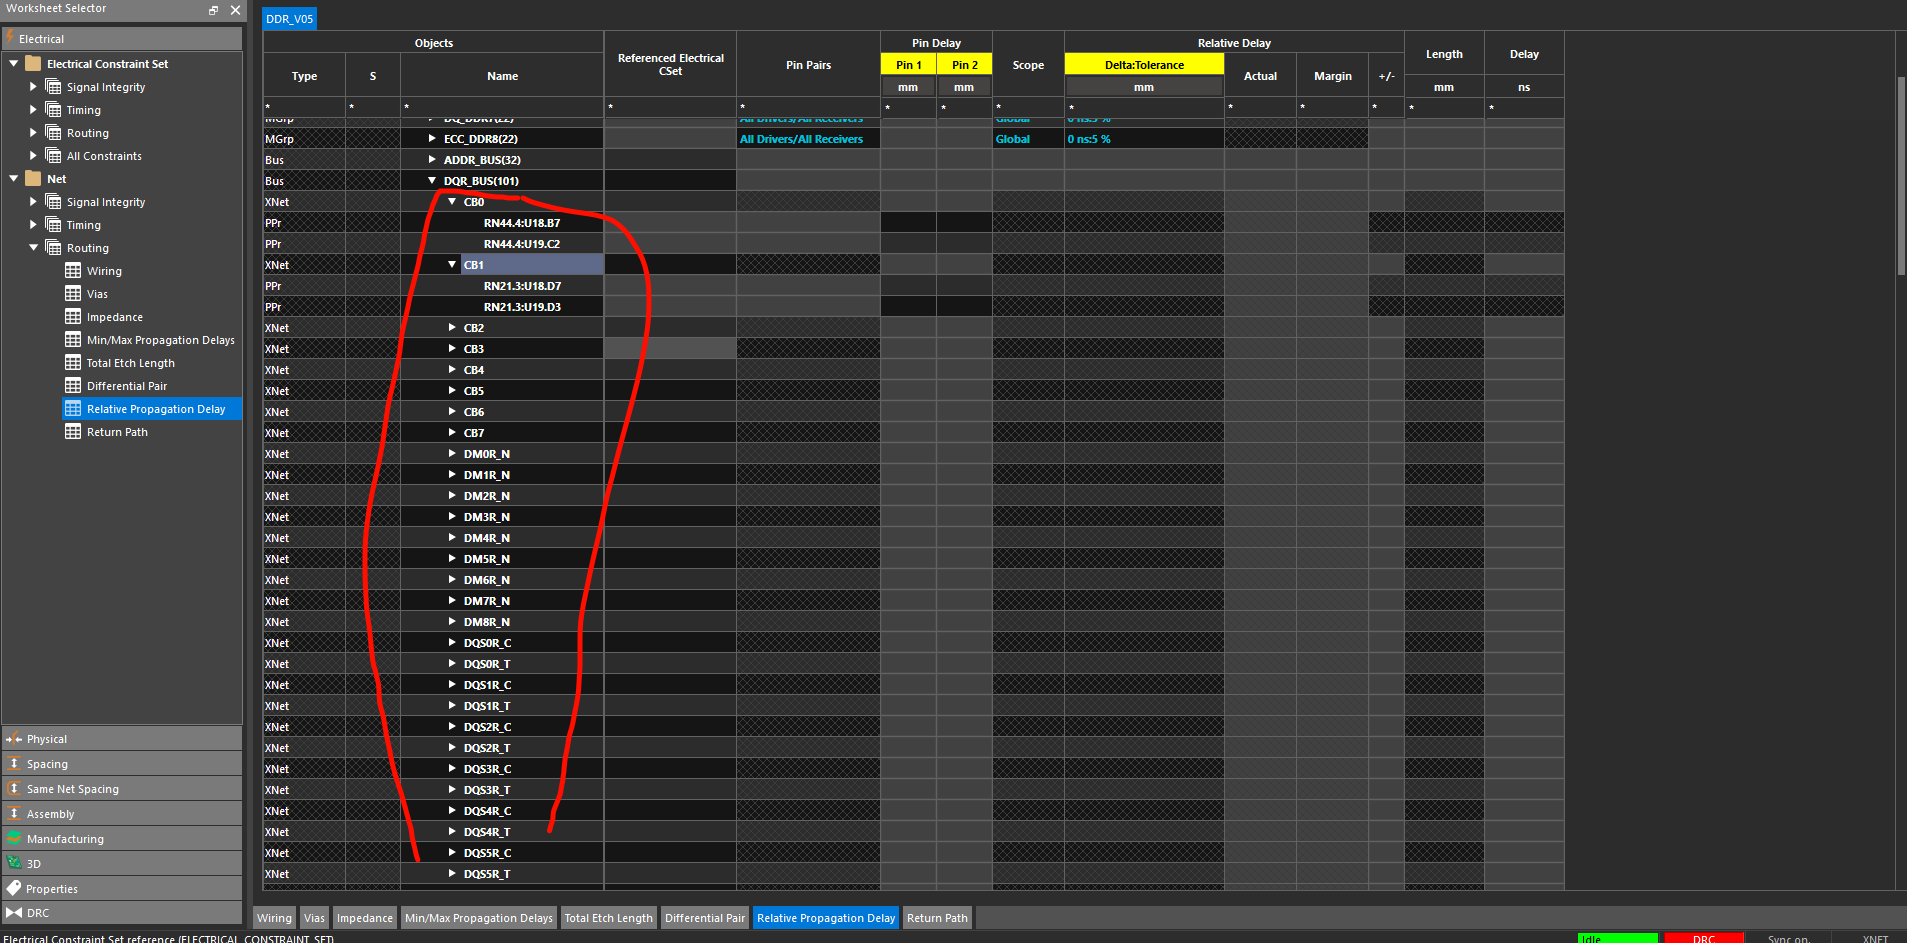 Worksheet Selector
Electrical
Electrical Constraint Set
Signal Integrity
Timing
Routing
All Constraints
Net
Signal Integrity
Timing
Routing
Wiring
Vias
Impedance
Min/Max Propagation Delays
Total Etch Length
Differential Pair
Relative Propagation Delay
Return Path
Physical
Spacing
Same Net Spacing
Assembly
Manufacturing
3D
Properties
DRC
DDR_V05
Objects Referenced Electrical CSet Pin Pairs Pin Delay Scope Relative Delay Length Delay
Type S Name Pin 1 Pin 2 Delta:Tolerance Actual Margin +/-
mm mm mm mm ns
* * * * * * * * * * * * * *
All Drivers/All Receivers Global 0 ns:5 %
MGrp ECC_DDR8(22) All Drivers/All Receivers Global 0 ns:5 %
Bus ADDR_BUS(32)
Bus DQR_BUS(101)
XNet CB0
PPr RN44.4:U18.B7
PPr RN44.4:U19.C2
XNet CB1
PPr RN21.3:U18.D7
PPr RN21.3:U19.D3
XNet CB2
XNet CB3
XNet CB4
XNet CB5
XNet CB6
XNet CB7
XNet DM0R_N
XNet DM1R_N
XNet DM2R_N
XNet DM3R_N
XNet DM4R_N
XNet DM5R_N
XNet DM6R_N
XNet DM7R_N
XNet DM8R_N
XNet DQS0R_C
XNet DQS0R_T
XNet DQS1R_C
XNet DQS1R_T
XNet DQS2R_C
XNet DQS2R_T
XNet DQS3R_C
XNet DQS3R_T
XNet DQS4R_C
XNet DQS4R_T
XNet DQS5R_C
XNet DQS5R_T
Wiring Vias Impedance Min/Max Propagation Delays Total Etch Length Differential Pair Relative Propagation Delay Return Path
Electrical Constraint Set reference (ELECTRICAL_CONSTRAINT_SET) Idle DRC Sync on. XNET